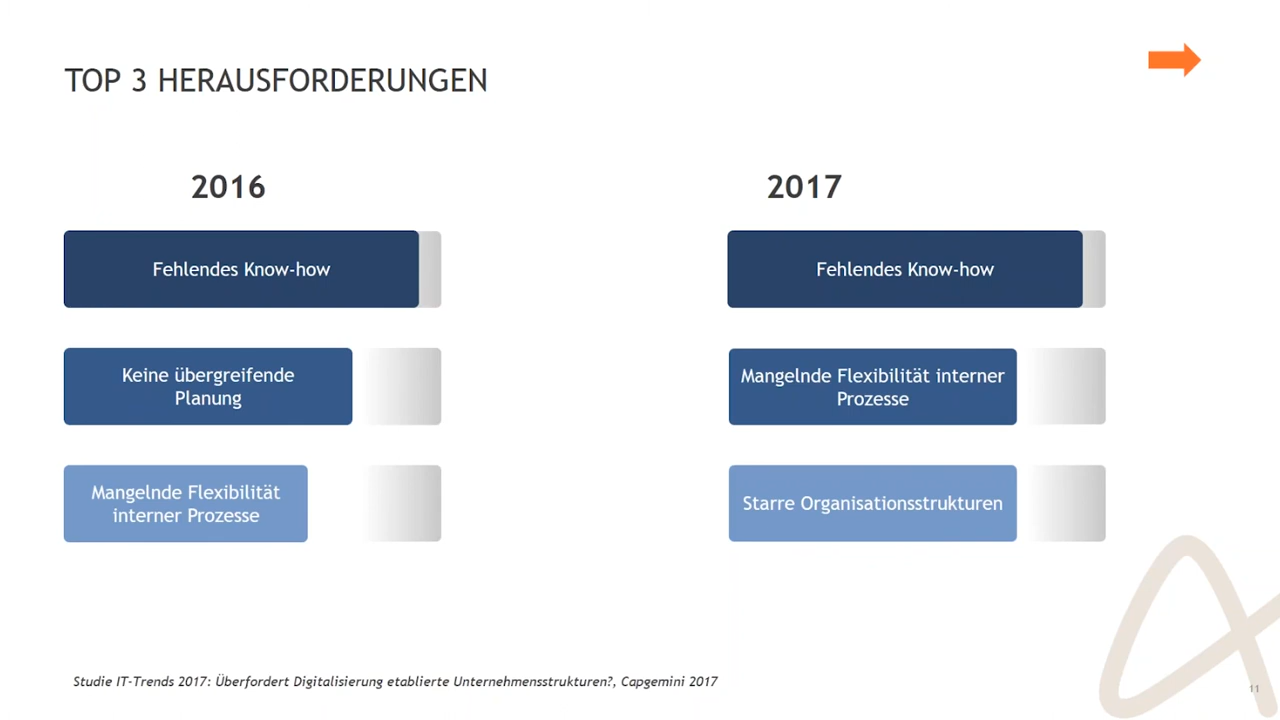 TOP 3 HERAUSFORDERUNGEN
2016
Fehlendes Know-how
Keine übergreifende
Planung
Mangelnde Flexibilität
interner Prozesse
2017
Fehlendes Know-how
Mangelnde Flexibilität interner
Prozesse
Starre Organisationsstrukturen
Studie IT-Trends 2017: Überfordert Digitalisierung etablierte Unternehmensstrukturen?, Capgemini 2017
11